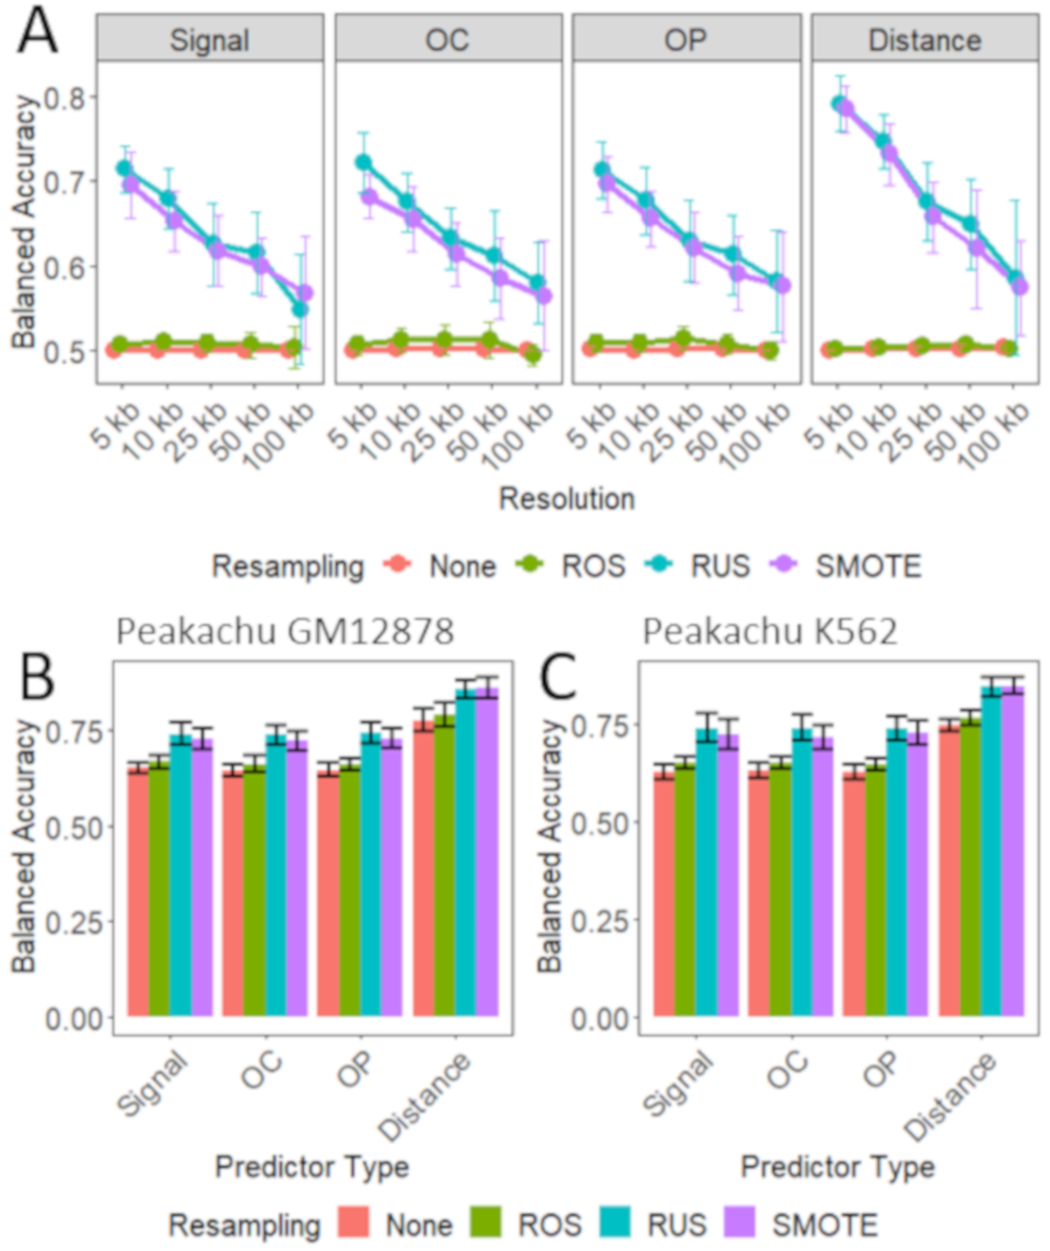 A
Signal OC OP Distance
Balanced Accuracy
0.8
0.7
0.6
0.5
5 kb 10 kb 25 kb 50 kb 100 kb 5 kb 10 kb 25 kb 50 kb 100 kb 5 kb 10 kb 25 kb 50 kb 100 kb 5 kb 10 kb 25 kb 50 kb 100 kb
Resolution
Resampling None ROS RUS SMOTE
Peakachu GM12878
B
Balanced Accuracy
0.75
0.50
0.25
0.00
Signal OC OP Distance
Predictor Type
Peakachu K562
C
Balanced Accuracy
0.75
0.50
0.25
0.00
Signal OC OP Distance
Predictor Type
Resampling None ROS RUS SMOTE